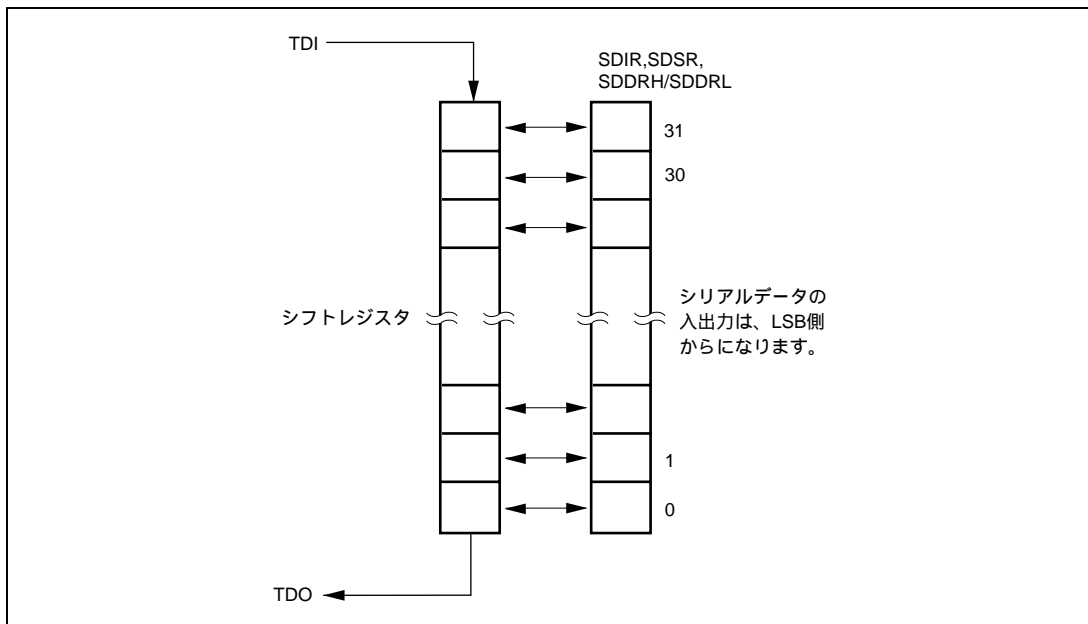 TDI
SDIR,SDSR,
SDDRH/SDDRL
31
30
シフトレジスタ
シリアルデータの
入出力は、LSB側
からになります。
1
0
TDO